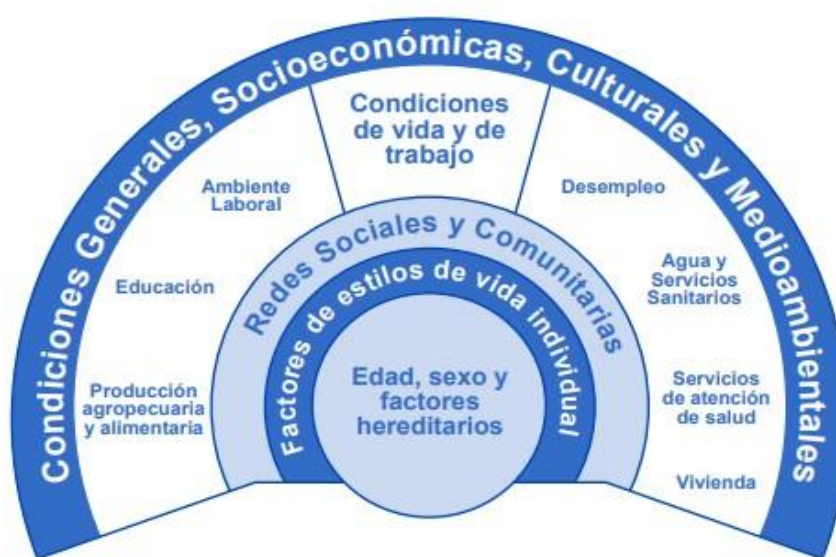 Condiciones Generales, Socioeconómicas, Culturales y Medioambientales
Condiciones
de vida y de
trabajo
Ambiente
Laboral
Desempleo
Educación
Agua y
Servicios
Sanitarios
Producción
agropecuaria
y alimentaria
Servicios
de atención
de salud
Vivienda
Redes Sociales y Comunitarias
Factores de estilos de vida individual
Edad, sexo y
factores
hereditarios